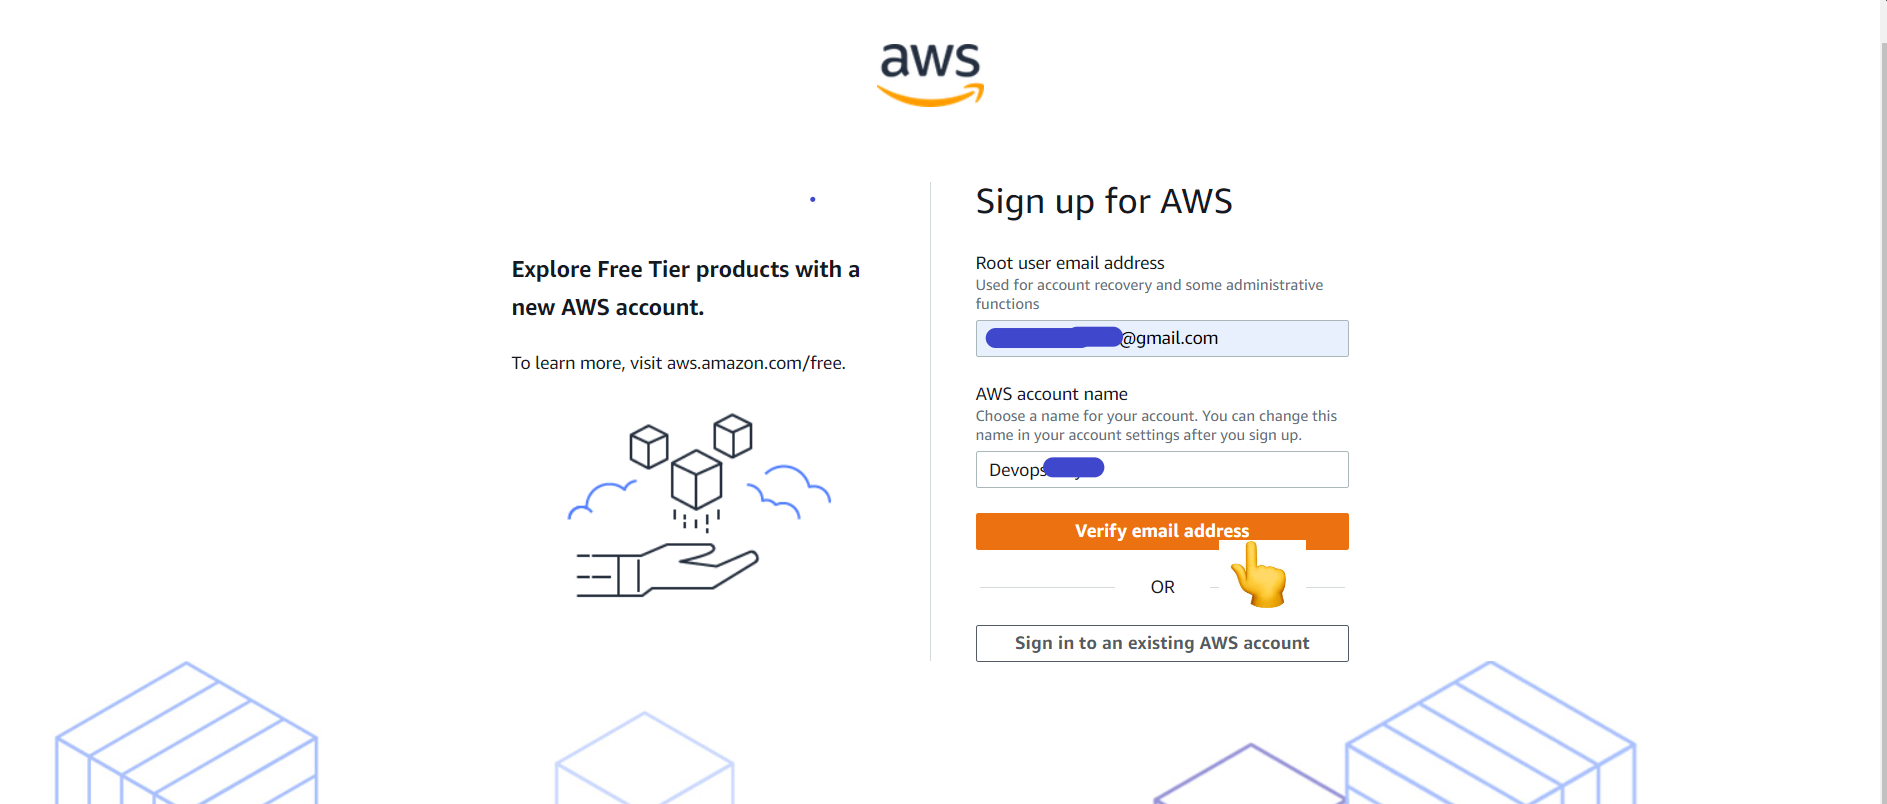 aws
Explore Free Tier products with a
new AWS account.
To learn more, visit aws.amazon.com/free.
Sign up for AWS
Root user email address
Used for account recovery and some administrative
functions
@gmail.com
AWS account name
Choose a name for your account. You can change this
name in your account settings after you sign up.
Devops
Verify email address
OR
Sign in to an existing AWS account